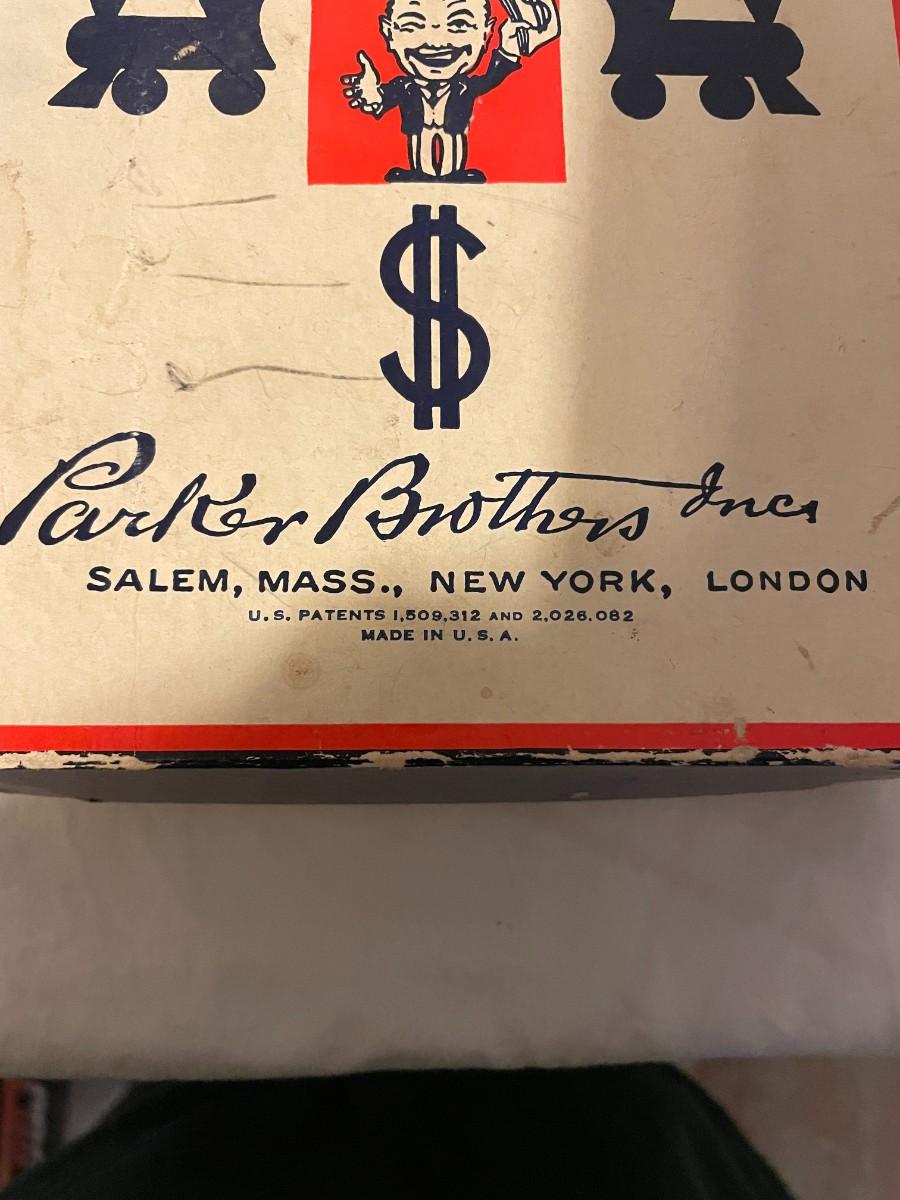 $
Parker Brothers Inc.
SALEM, MASS., NEW YORK, LONDON
U.S. PATENTS 1,509,312 AND 2,026.082
MADE IN U.S.A.